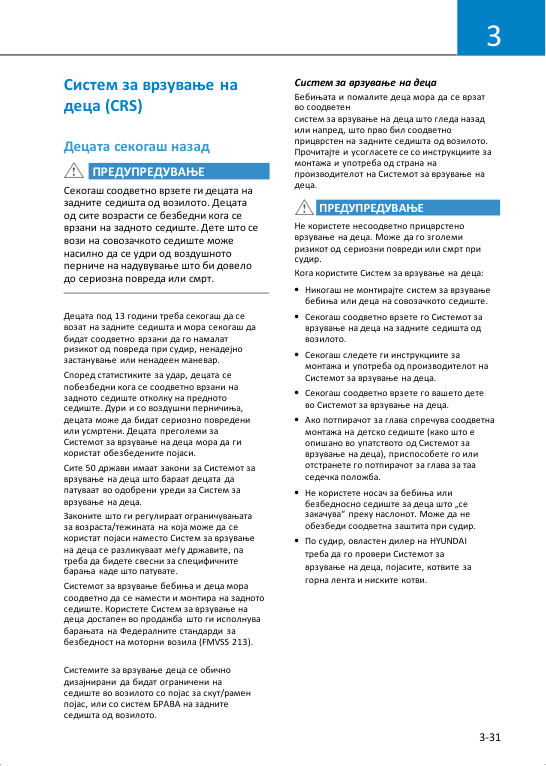 3
Систем за врзување на
деца (CRS)
Децата секогаш назад
ПРЕДУПРЕДУВАЊЕ
Секогаш соодветно врзете ги децата на
задните седишта од возилото. Децата
од сите возрасти се безбедни кога се
врзани на задното седиште. Дете што се
вози на совозачкото седиште може
насилно да се удри од воздушното
перниче на надувување што би довело
до сериозна повреда или смрт.
Децата под 13 години треба секогаш да се
возат на задните седишта и мора секогаш да
бидат соодветно врзани да го намалат
ризикот од повреда при судир, ненадејно
застанување или ненадеен маневар.
Според статистиките за удар, децата се
побезбедни кога се соодветно врзани на
задното седиште отколку на предното
седиште. Дури и со воздушни перничиња,
децата може да бидат сериозно повредени
или усмртени. Децата преголеми за
Системот за врзување на деца мора да ги
користат обезбедените појаси.
Сите 50 држави имаат закони за Системот за
врзување на деца што бараат децата да
патуваат во одобрени уреди за Систем за
врзување на деца.
Законите што ги регулираат ограничувањата
за возраста/тежината на која може да се
користат појаси наместо Систем за врзување
на деца се разликуваат меѓу државите, па
треба да бидете свесни за специфичните
барања каде што патувате.
Системот за врзување бебиња и деца мора
соодветно да се намести и монтира на задното
седиште. Користете Систем за врзување на
деца достапен во продажба што ги исполнува
барањата на Федералните стандарди за
безбедност на моторни возила (FMVSS 213).
Системите за врзување деца се обично
дизајнирани да бидат ограничени на
седиште во возилото со појас за скут/рамен
појас, или со систем БРАВА на задните
седишта од возилото.
Систем за врзување на деца
Бебињата и помалите деца мора да се врзат
во соодветен
систем за врзување на деца што гледа назад
или напред, што прво бил соодветно
прицврстен на задните седишта од возилото.
Прочитајте и усогласете се со инструкциите за
монтажа и употреба од страна на
производителот на Системот за врзување на
деца.
ПРЕДУПРЕДУВАЊЕ
Не користете несоодветно прицврстено
врзување на деца. Може да го зголеми
ризикот од сериозни повреди или смрт при
судир.
Кога користите Систем за врзување на деца:
• Никогаш не монтирајте систем за врзување
бебиња или деца на совозачкото седиште.
• Секогаш соодветно врзете го Системот за
врзување на деца на задните седишта од
возилото.
• Секогаш следете ги инструкциите за
монтажа и употреба од производителот на
Системот за врзување на деца.
• Секогаш соодветно врзете го вашето дете
во Системот за врзување на деца.
• Ако потпирачот за глава спречува соодветна
монтажа на детско седиште (како што е
опишано во упатството од Системот за
врзување на деца), приспособете го или
отстранете го потпирачот за глава за таа
седечка положба.
• Не користете носач за бебиња или
безбедносно седиште за деца што „се
закачува“ преку наслонот. Може да не
обезбеди соодветна заштита при судир.
• По судир, овластен дилер на HYUNDAI
треба да го провери Системот за
врзување на деца, појасите, котвите за
горна лента и ниските котви.
3-31